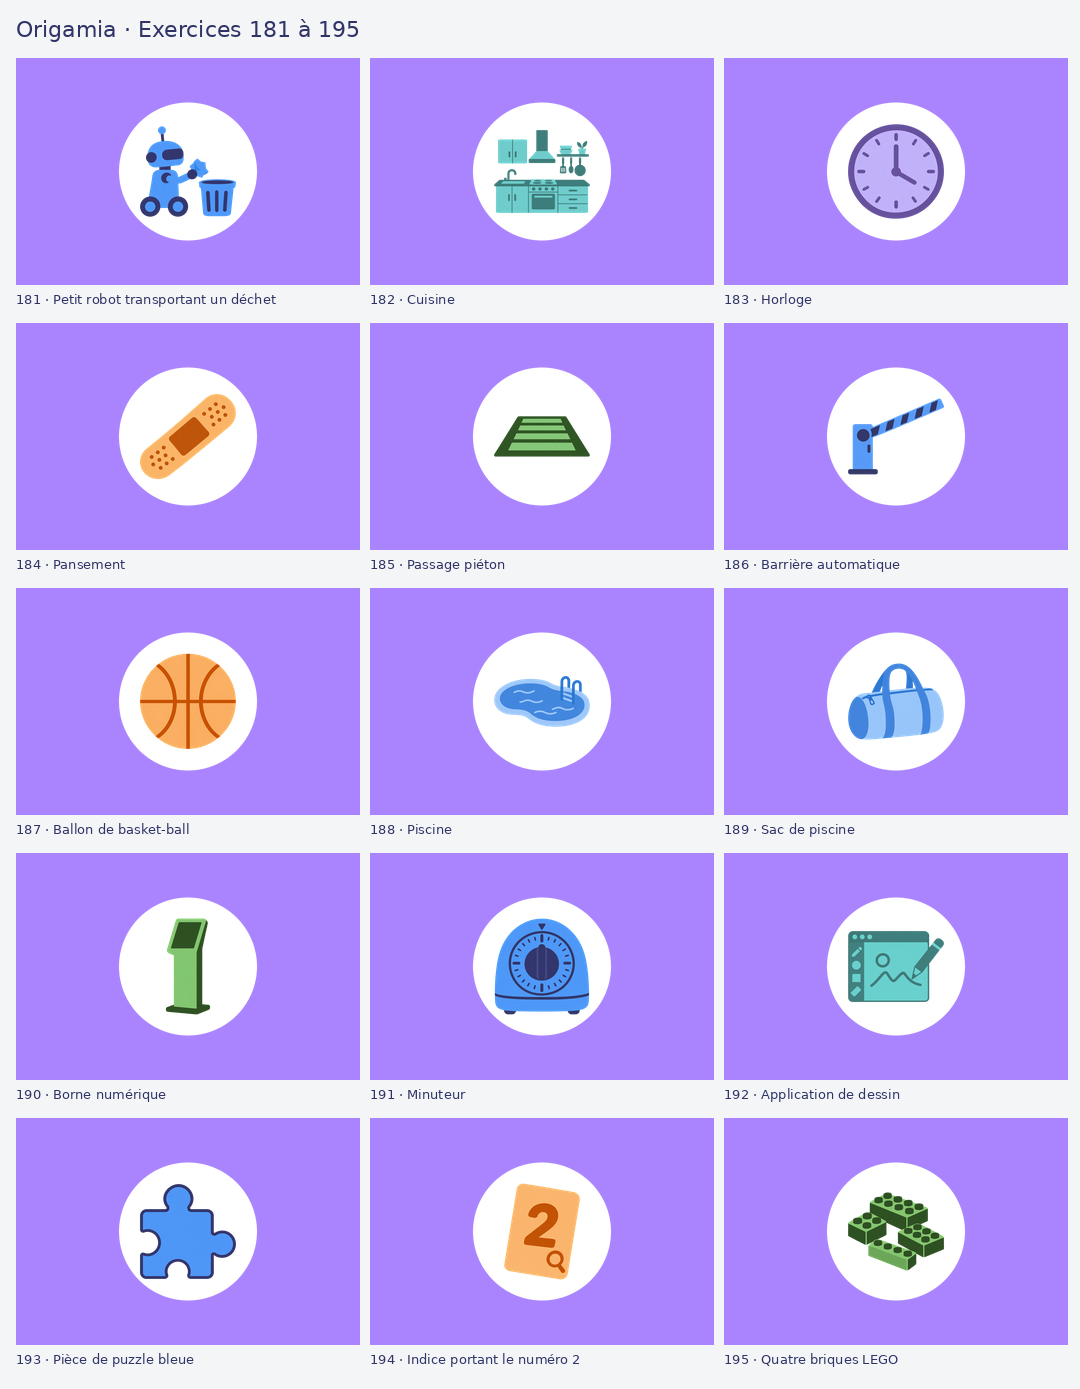 Origamia · Exercices 181 à 195
181 · Petit robot transportant un déchet
182 · Cuisine
183 · Horloge
184 · Pansement
185 · Passage piéton
186 · Barrière automatique
187 · Ballon de basket-ball
188 · Piscine
189 · Sac de piscine
190 · Borne numérique
191 · Minuteur
192 · Application de dessin
2
193 · Pièce de puzzle bleue
194 · Indice portant le numéro 2
195 · Quatre briques LEGO